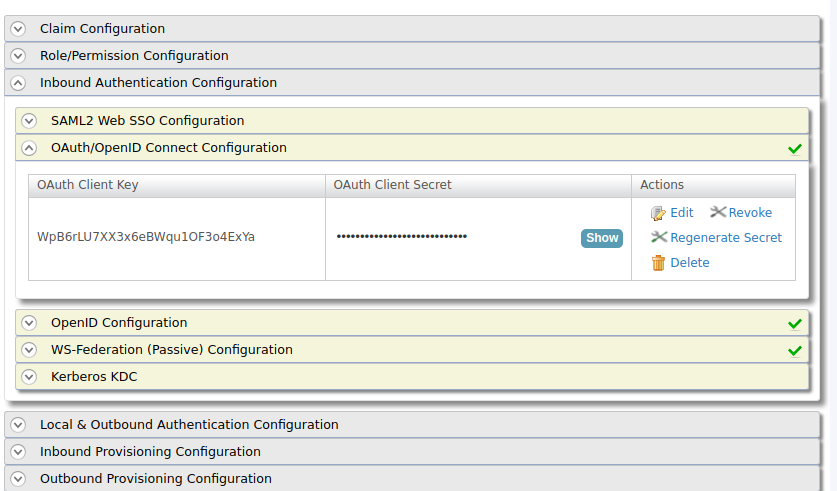 Claim Configuration
Role/Permission Configuration
Inbound Authentication Configuration
SAML2 Web SSO Configuration
OAuth/OpenID Connect Configuration
OAuth Client Key OAuth Client Secret Actions
WpB6rLU7XX3x6eBWqu1OF3o4ExYa •••••••••••••••••••••••••••• Show
Edit Revoke
Regenerate Secret
Delete
OpenID Configuration
WS-Federation (Passive) Configuration
Kerberos KDC
Local & Outbound Authentication Configuration
Inbound Provisioning Configuration
Outbound Provisioning Configuration